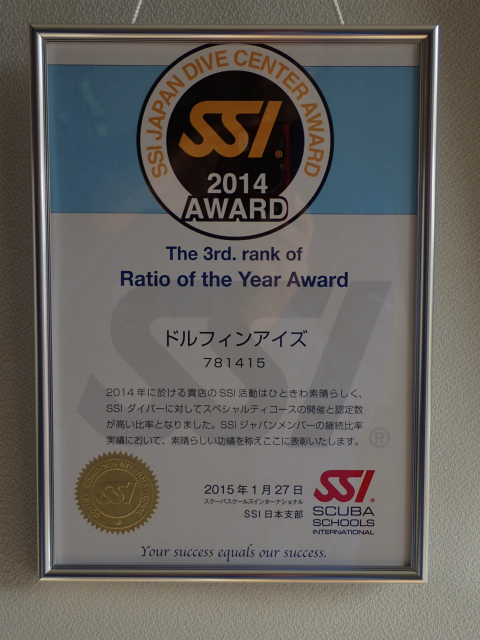 SSI JAPAN DIVE CENTER AWARD
SSI
2014
AWARD
The 3rd. rank of
Ratio of the Year Award
ドルフィンアイズ
781415
2014年に於ける貴店のSSI活動はひときわ素晴らしく、
SSI ダイバーに対してスペシャルティコースの開催と認定数
が高い比率となりました。SSIジャパンメンバーの継続比率
実績において、素晴らしい功績を称えここに表彰いたします。
SSI
2015年1月27日
スクーバスクールズインターナショナル
SSI日本支部
SSI
SCUBA
SCHOOLS
INTERNATIONAL
Your success equals our success.